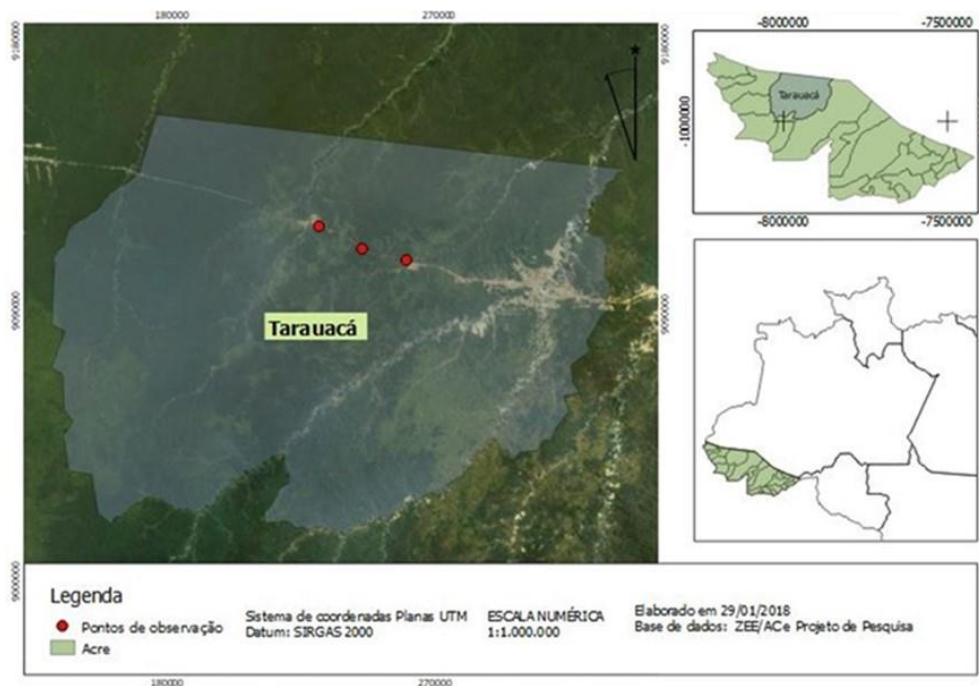 180000 270000
9180000 9180000
9090000 9090000
9000000
Tarauacá
180000 270000
-8000000 -7500000
-1000000
Tarauacá
-8000000 -7500000
Legenda
Pontos de observação
Acre
Sistema de coordenadas Planas UTM
Datum: SIRGAS 2000
ESCALA NUMÉRICA
1:1.000.000
Elaborado em 29/01/2018
Base de dados: ZEE/ACe Projeto de Pesquisa